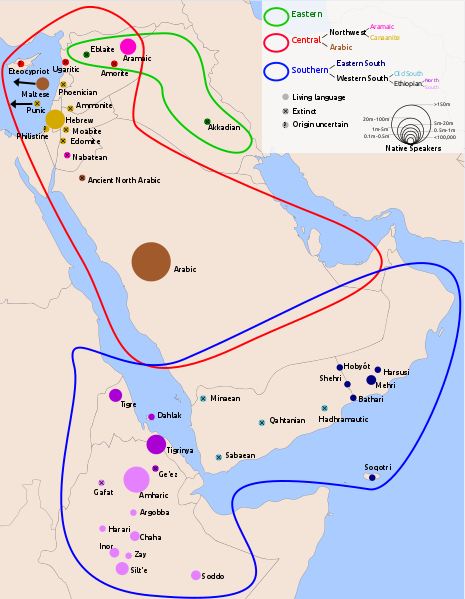 Eastern
Central
Northwest
Aramaic
Canaanite
Arabic
Southern
Eastern South
Western South
Old South
Ethiopian
North
South
Living language
Extinct
Origin uncertain
>150m
20m-100m
5m-20m
1m-5m
0.5m-1m
0.1m-0.5m
<100,000
Native Speakers
Eblaite
Aramaic
Eteocypriot
Ugaritic
Amorite
Maltese
Phoenician
Punic
Ammonite
Hebrew
Akkadian
Philistine
Moabite
Edomite
Nabatean
Ancient North Arabic
Arabic
Hobyót
Harsusi
Shehri
Mehri
Bathari
Minaean
Tigre
Dahlak
Qahtanian
Hadhramautic
Tigrinya
Sabaean
Ge'ez
Soqotri
Gafat
Amharic
Argobba
Harari
Chaha
Inor
Zay
Silt'e
Soddo